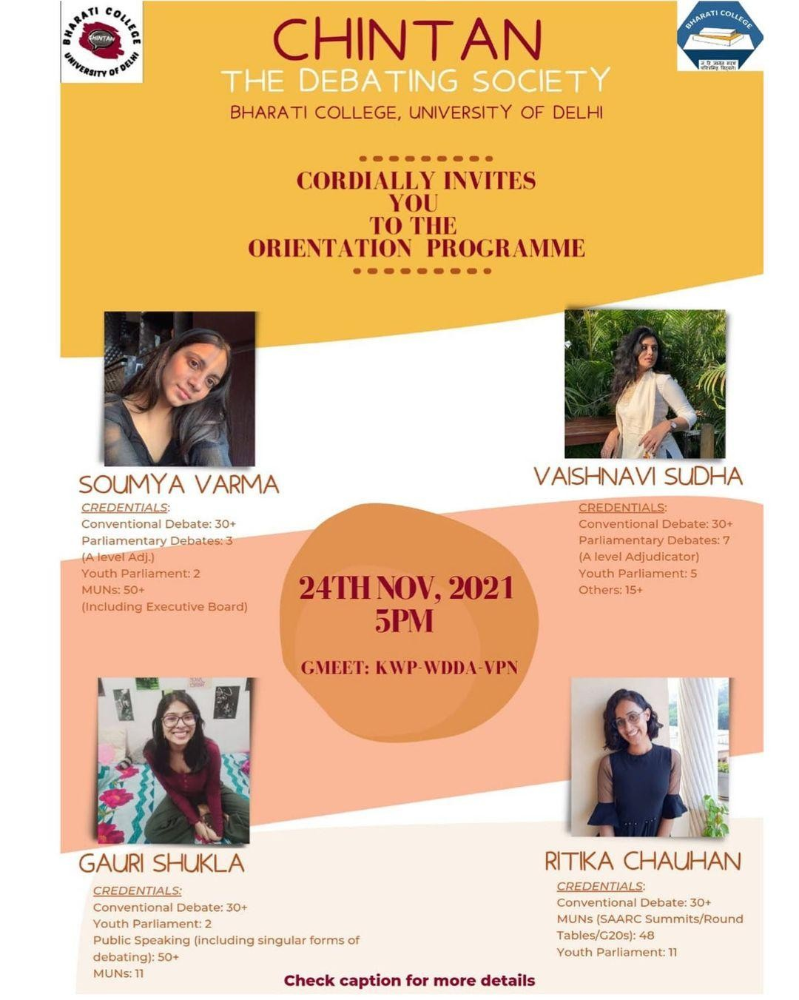 BHARATI COLLEGE
CHINTAN
UNIVERSITY OF DELHI
BHARATI COLLEGE
CHINTAN
THE DEBATING SOCIETY
BHARATI COLLEGE, UNIVERSITY OF DELHI
CORDIALLY INVITES
YOU
TO THE
ORIENTATION PROGRAMME
SOUMYA VARMA
CREDENTIALS:
Conventional Debate: 30+
Parliamentary Debates: 3
(A level Adj.)
Youth Parliament: 2
MUNs: 50+
(Including Executive Board)
VAISHNAVI SUDHA
CREDENTIALS:
Conventional Debate: 30+
Parliamentary Debates: 7
(A level Adjudicator)
Youth Parliament: 5
Others: 15+
24TH NOV, 2021
5PM
GMEET: KWP-WDDA-VPN
GAURI SHUKLA
CREDENTIALS:
Conventional Debate: 30+
Youth Parliament: 2
Public Speaking (including singular forms of
debating): 50+
MUNs: 11
RITIKA CHAUHAN
CREDENTIALS:
Conventional Debate: 30+
MUNs (SAARC Summits/Round
Tables/G20s): 48
Youth Parliament: 11
Check caption for more details